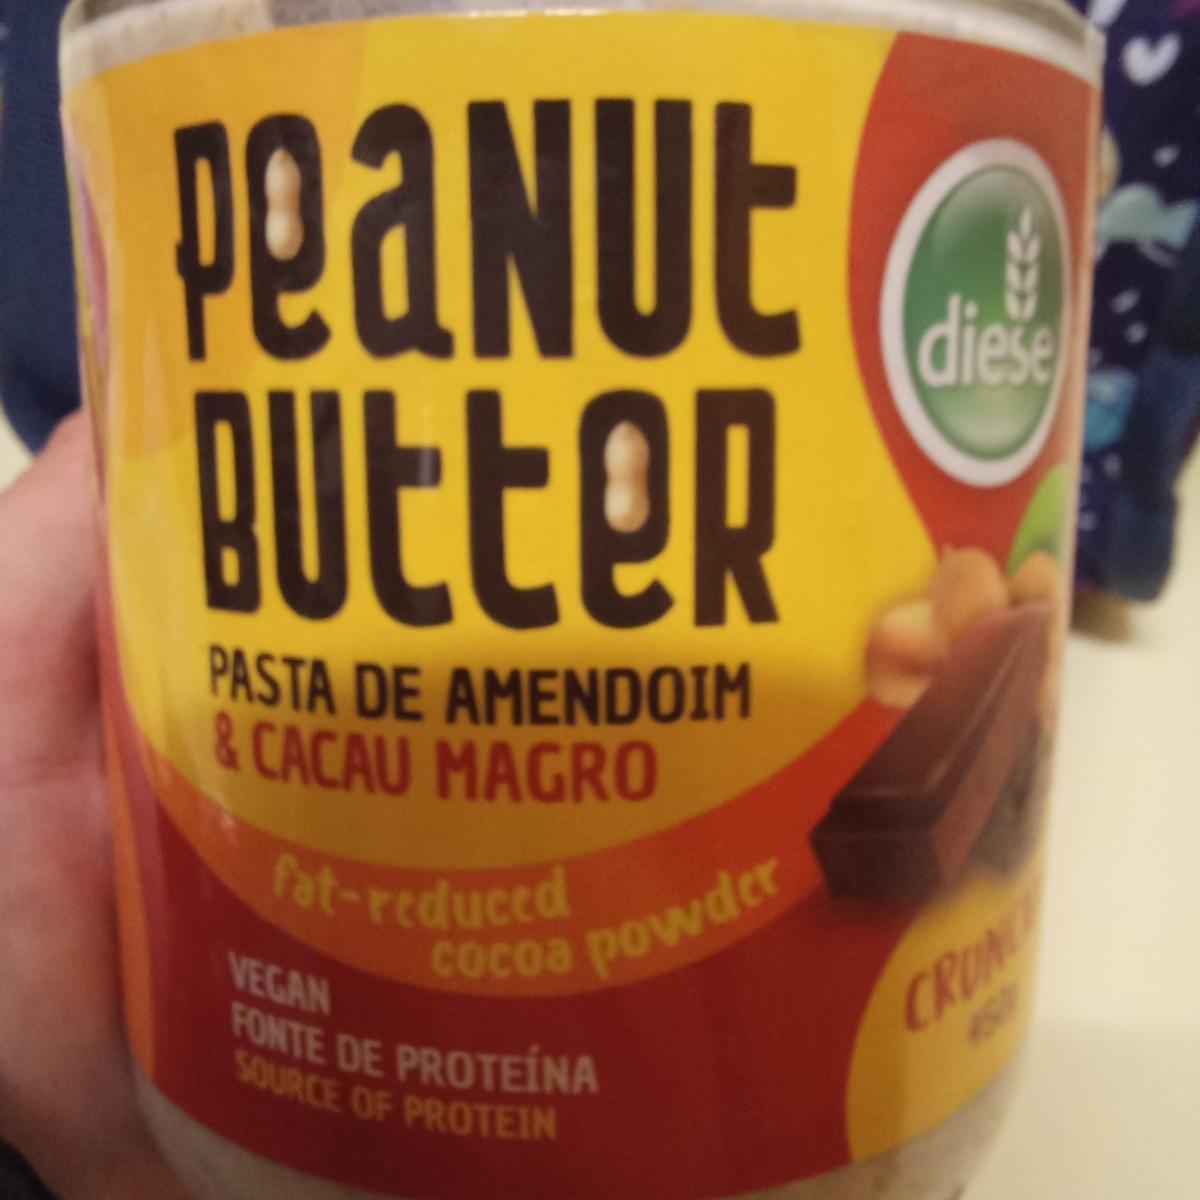 Peanut
Butter
diese
PASTA DE AMENDOIM
& CACAU MAGRO
fat-reduced
cocoa powder
VEGAN
FONTE DE PROTEÍNA
SOURCE OF PROTEIN